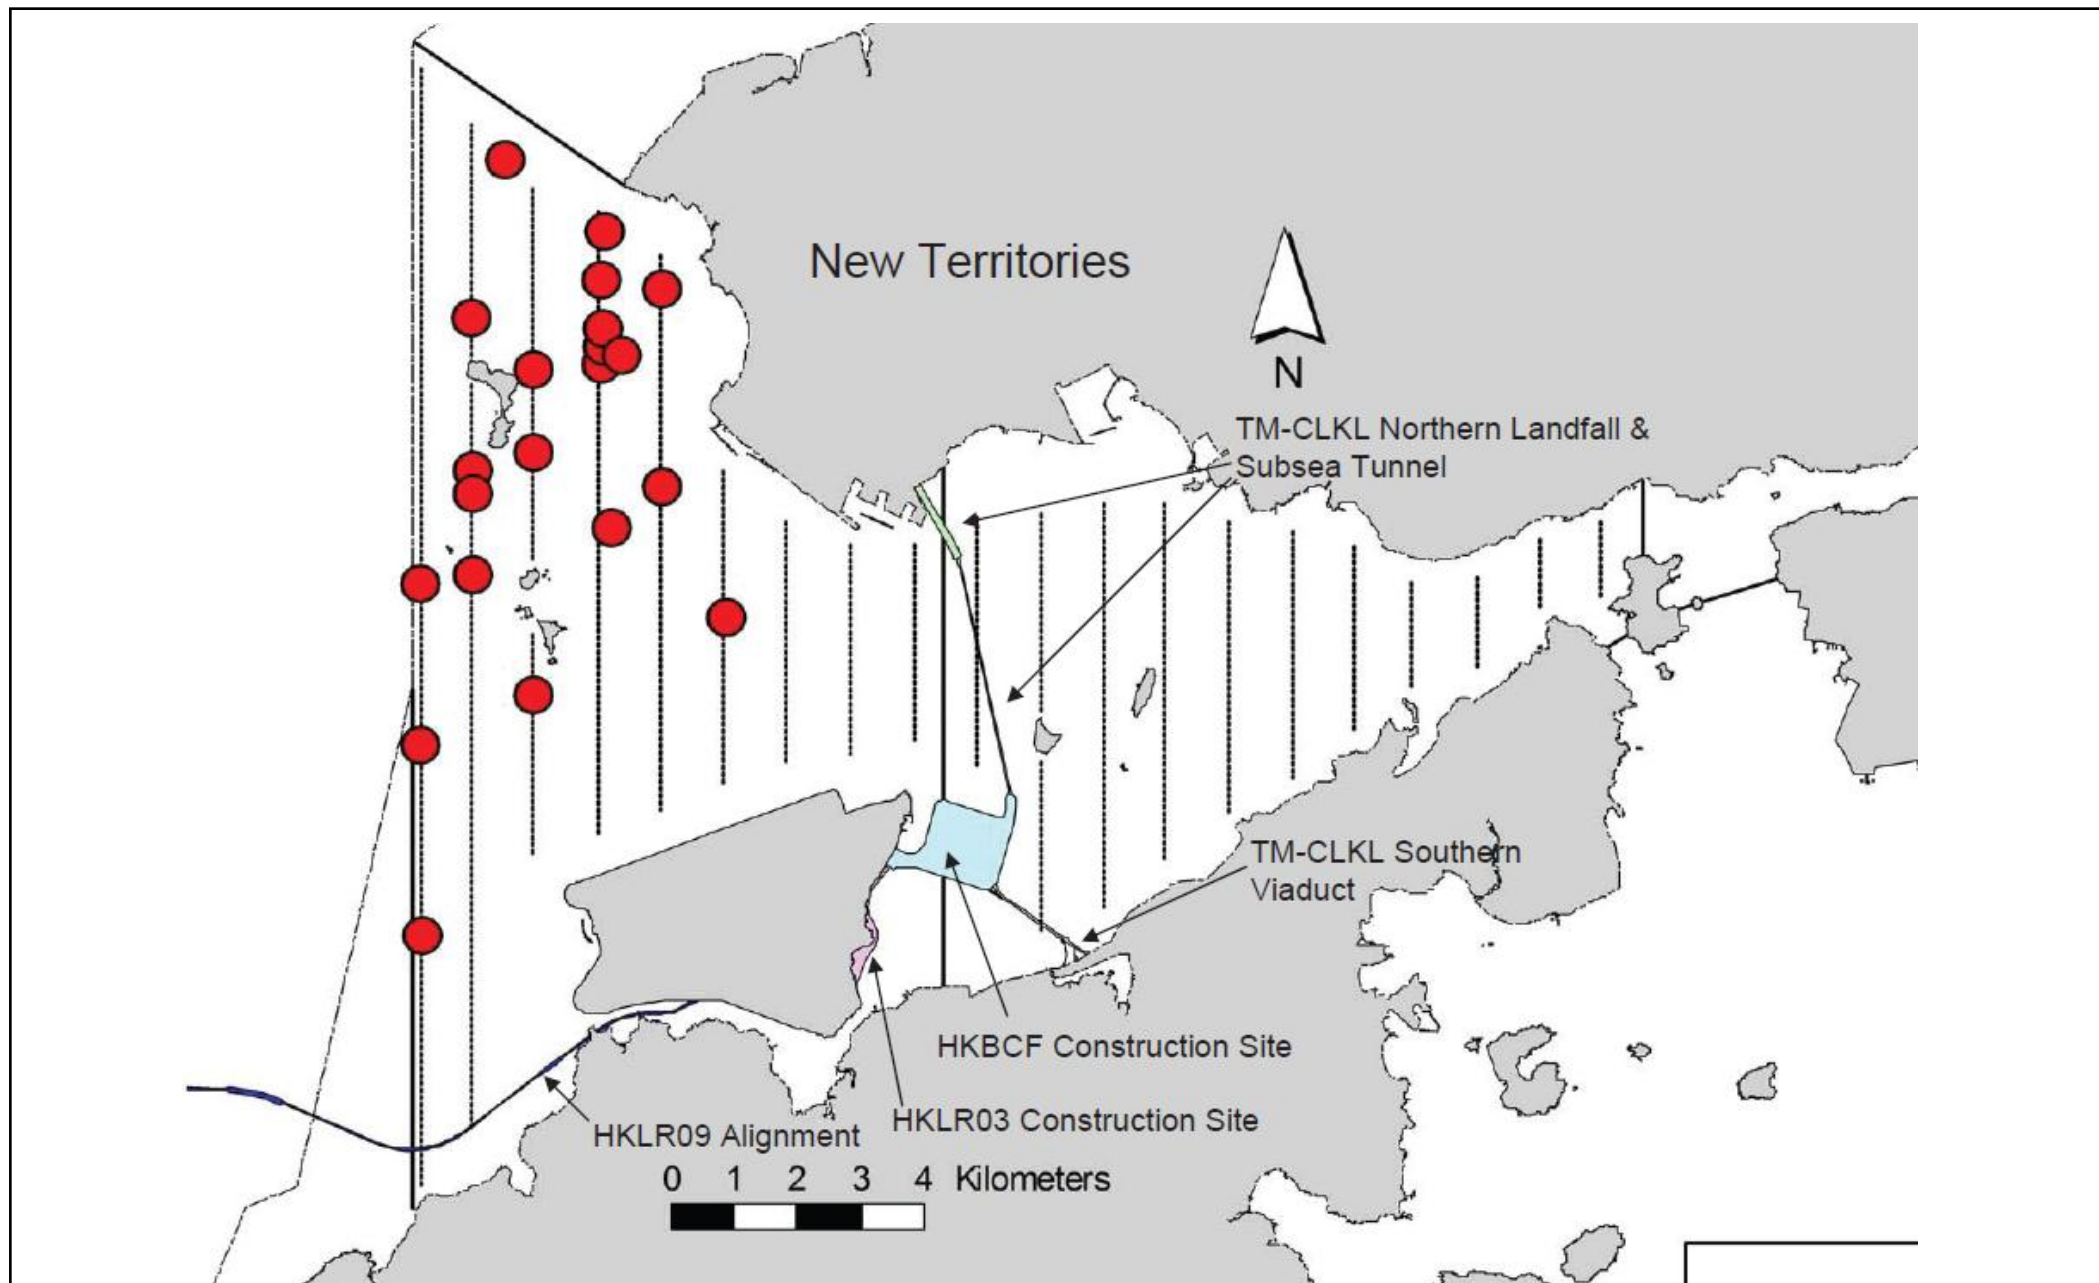 New Territories
N
TM-CLKL Northern Landfall &
Subsea Tunnel
TM-CLKL Southern
Viaduct
HKBCF Construction Site
HKLR03 Construction Site
HKLR09 Alignment
0 1 2 3 4 Kilometers